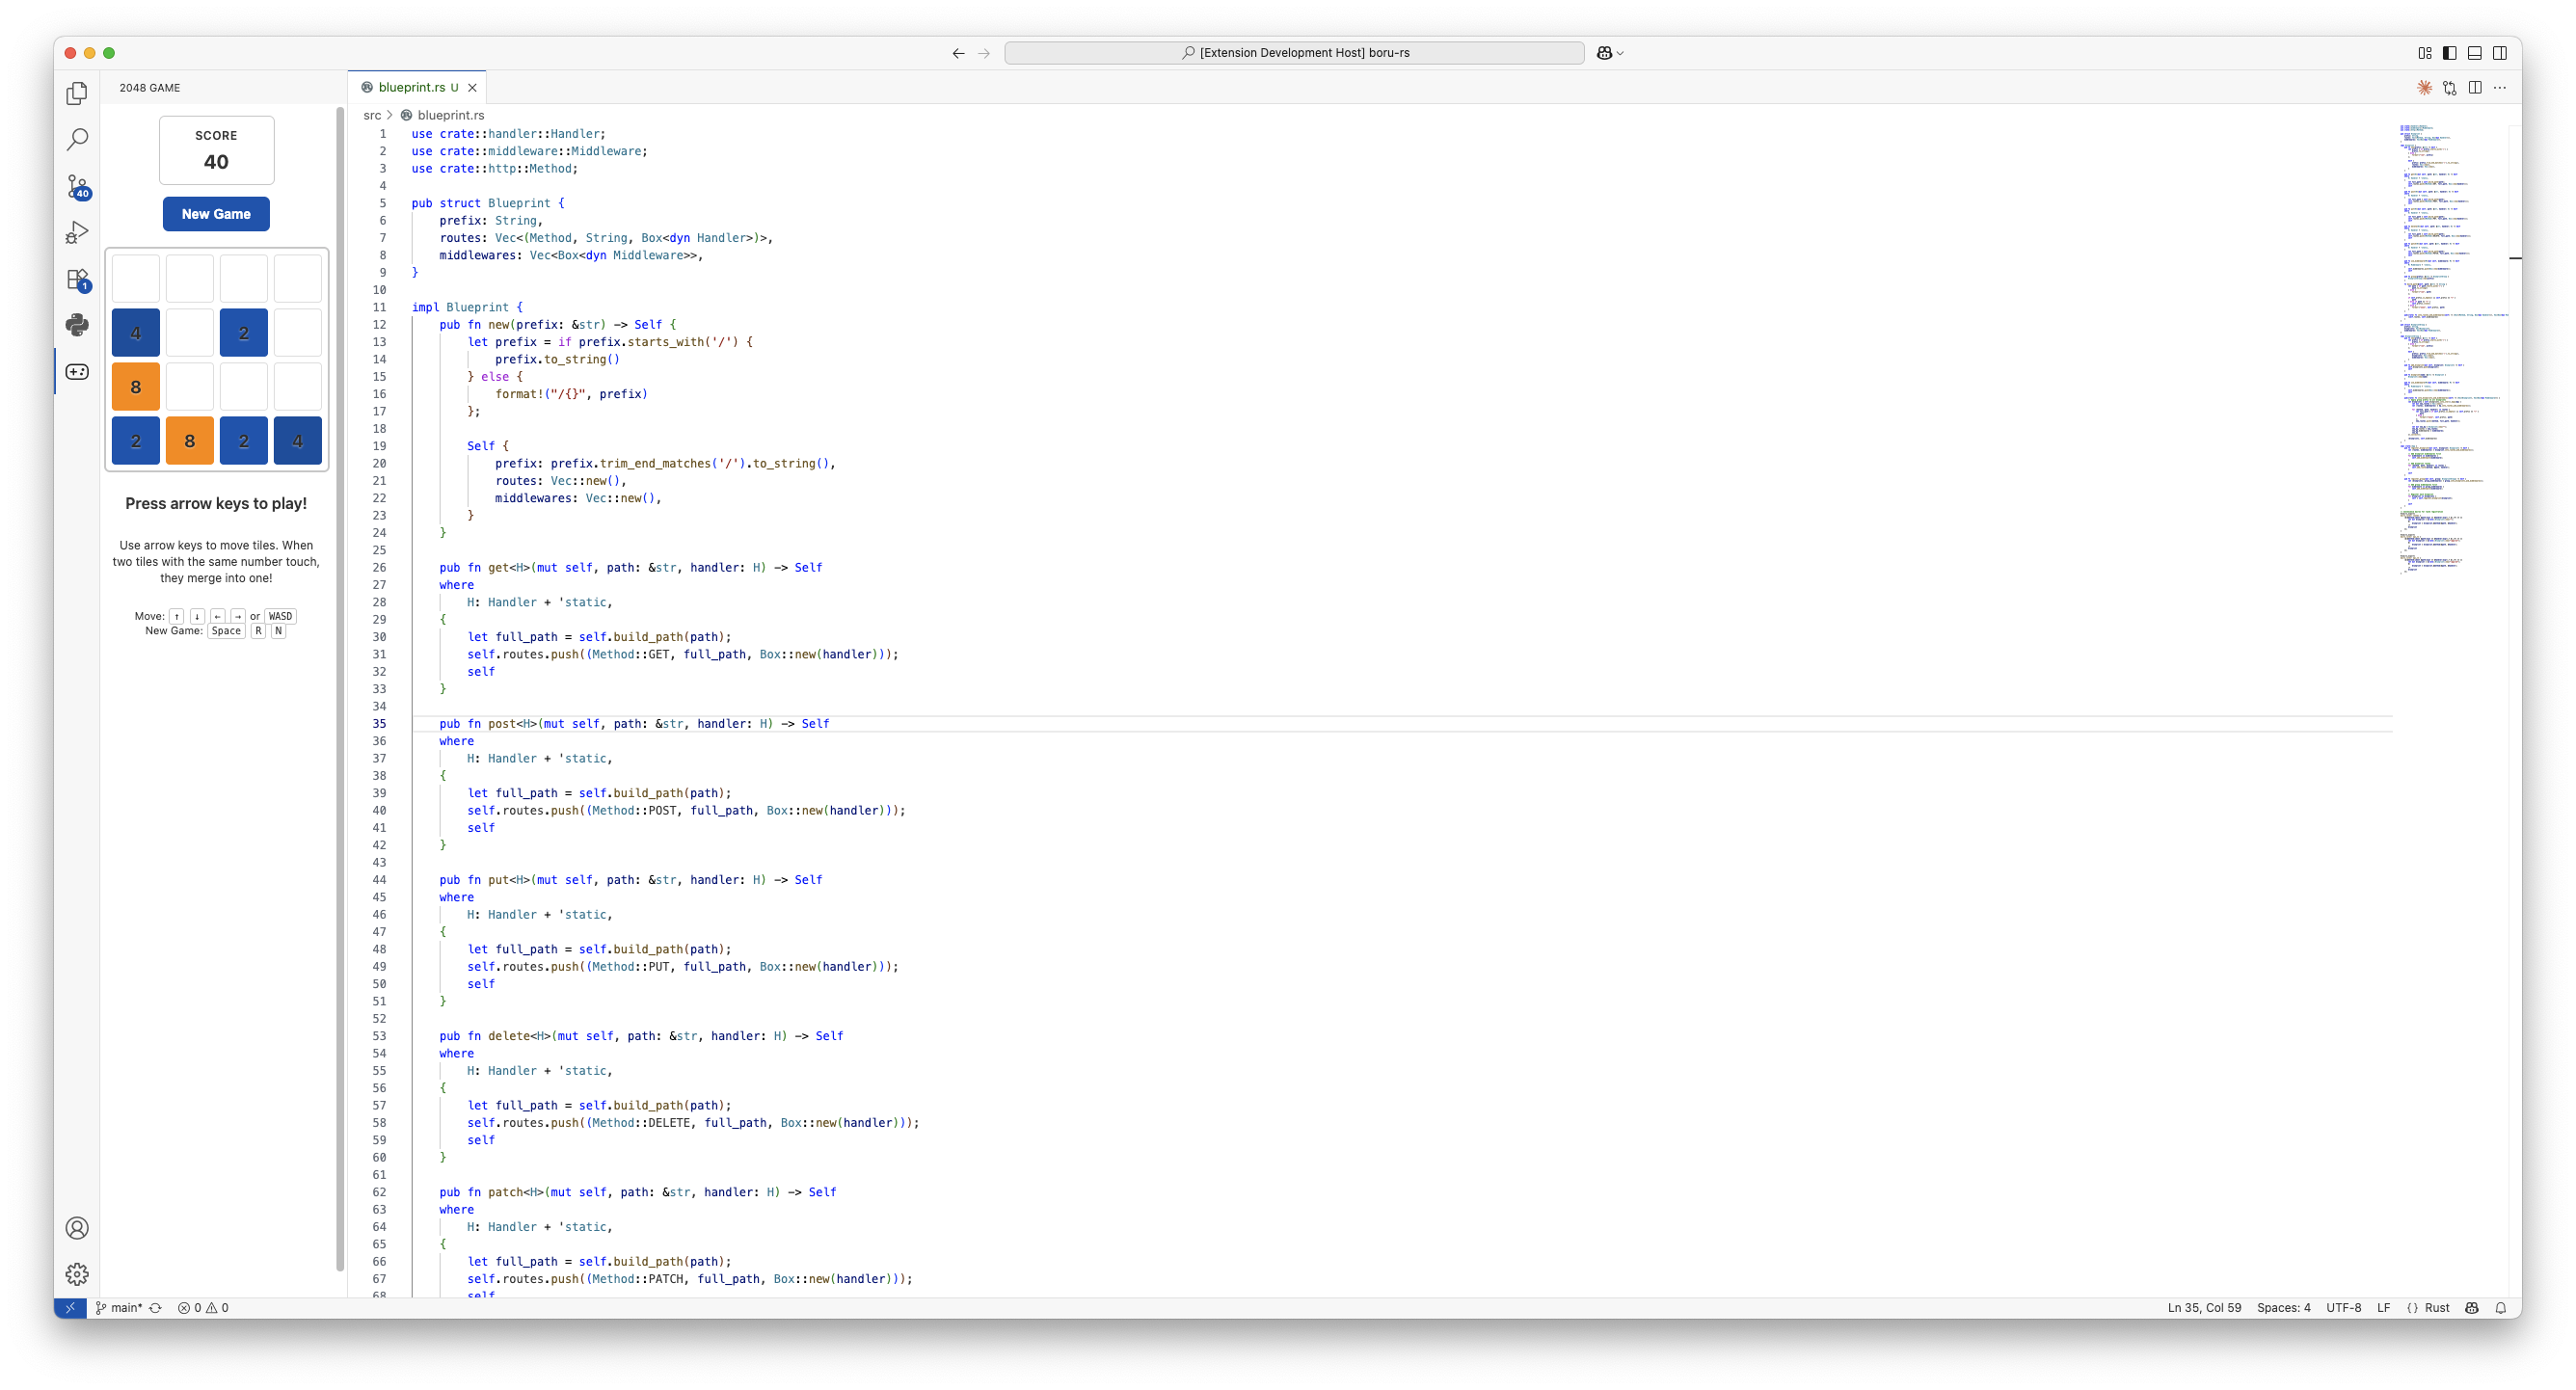 [Extension Development Host] boru-rs
2048 GAME
SCORE
40
New Game
4 2
8
2 8 2 4
Press arrow keys to play!
Use arrow keys to move tiles. When
two tiles with the same number touch,
they merge into one!
Move: ↑ ↓ ← → or WASD
New Game: Space R N
40
1
blueprint.rs U
src > blueprint.rs
1 use crate::handler::Handler;
2 use crate::middleware::Middleware;
3 use crate::http::Method;
4
5 pub struct Blueprint {
6     prefix: String,
7     routes: Vec<(Method, String, Box<dyn Handler>)>,
8     middlewares: Vec<Box<dyn Middleware>>,
9 }
10
11 impl Blueprint {
12     pub fn new(prefix: &str) -> Self {
13         let prefix = if prefix.starts_with('/') {
14             prefix.to_string()
15         } else {
16             format!("/{}", prefix)
17         };
18
19         Self {
20             prefix: prefix.trim_end_matches('/').to_string(),
21             routes: Vec::new(),
22             middlewares: Vec::new(),
23         }
24     }
25
26     pub fn get<H>(mut self, path: &str, handler: H) -> Self
27     where
28         H: Handler + 'static,
29     {
30         let full_path = self.build_path(path);
31         self.routes.push((Method::GET, full_path, Box::new(handler)));
32         self
33     }
34
35     pub fn post<H>(mut self, path: &str, handler: H) -> Self
36     where
37         H: Handler + 'static,
38     {
39         let full_path = self.build_path(path);
40         self.routes.push((Method::POST, full_path, Box::new(handler)));
41         self
42     }
43
44     pub fn put<H>(mut self, path: &str, handler: H) -> Self
45     where
46         H: Handler + 'static,
47     {
48         let full_path = self.build_path(path);
49         self.routes.push((Method::PUT, full_path, Box::new(handler)));
50         self
51     }
52
53     pub fn delete<H>(mut self, path: &str, handler: H) -> Self
54     where
55         H: Handler + 'static,
56     {
57         let full_path = self.build_path(path);
58         self.routes.push((Method::DELETE, full_path, Box::new(handler)));
59         self
60     }
61
62     pub fn patch<H>(mut self, path: &str, handler: H) -> Self
63     where
64         H: Handler + 'static,
65     {
66         let full_path = self.build_path(path);
67         self.routes.push((Method::PATCH, full_path, Box::new(handler)));
68         self
main* 0 0
Ln 35, Col 59 Spaces: 4 UTF-8 LF {} Rust